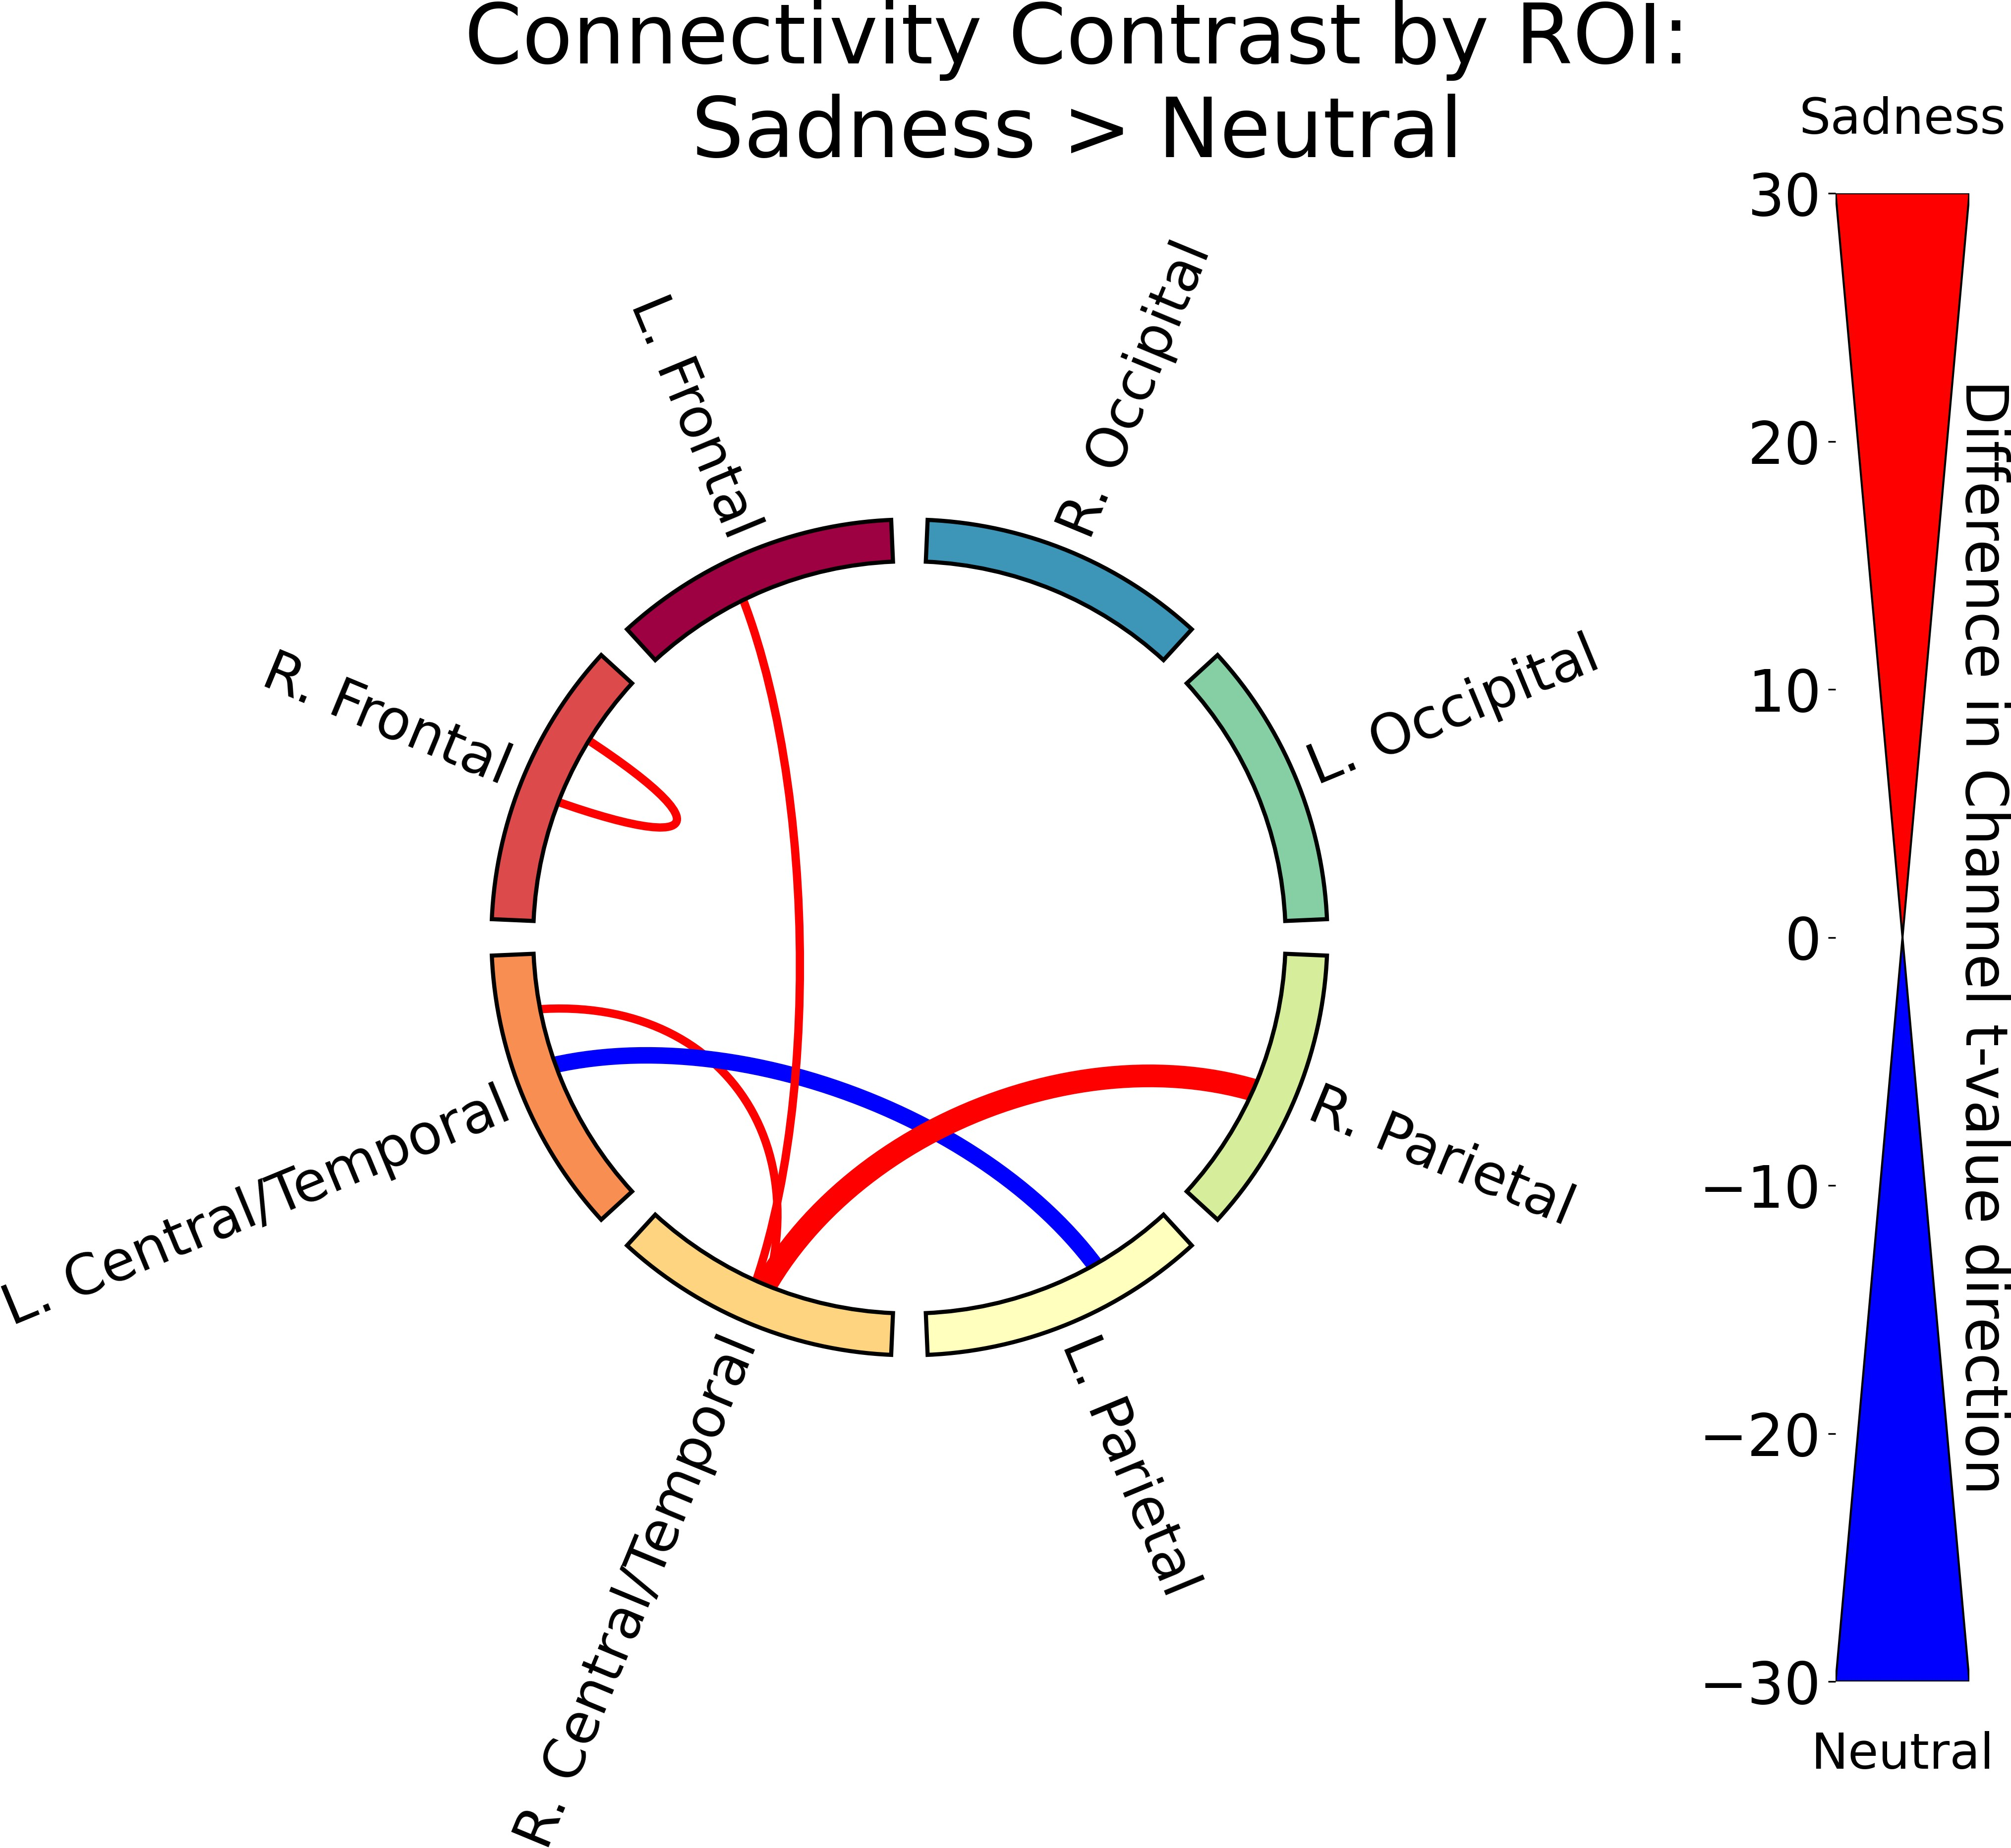 Connectivity Contrast by ROI:
Sadness > Neutral
Sadness
30
20
10
0
−10
−20
−30
Neutral
Difference in Channel t-value direction
R. Occipital
L. Frontal
L. Occipital
R. Frontal
R. Parietal
L. Central/Temporal
L. Parietal
R. Central/Temporal